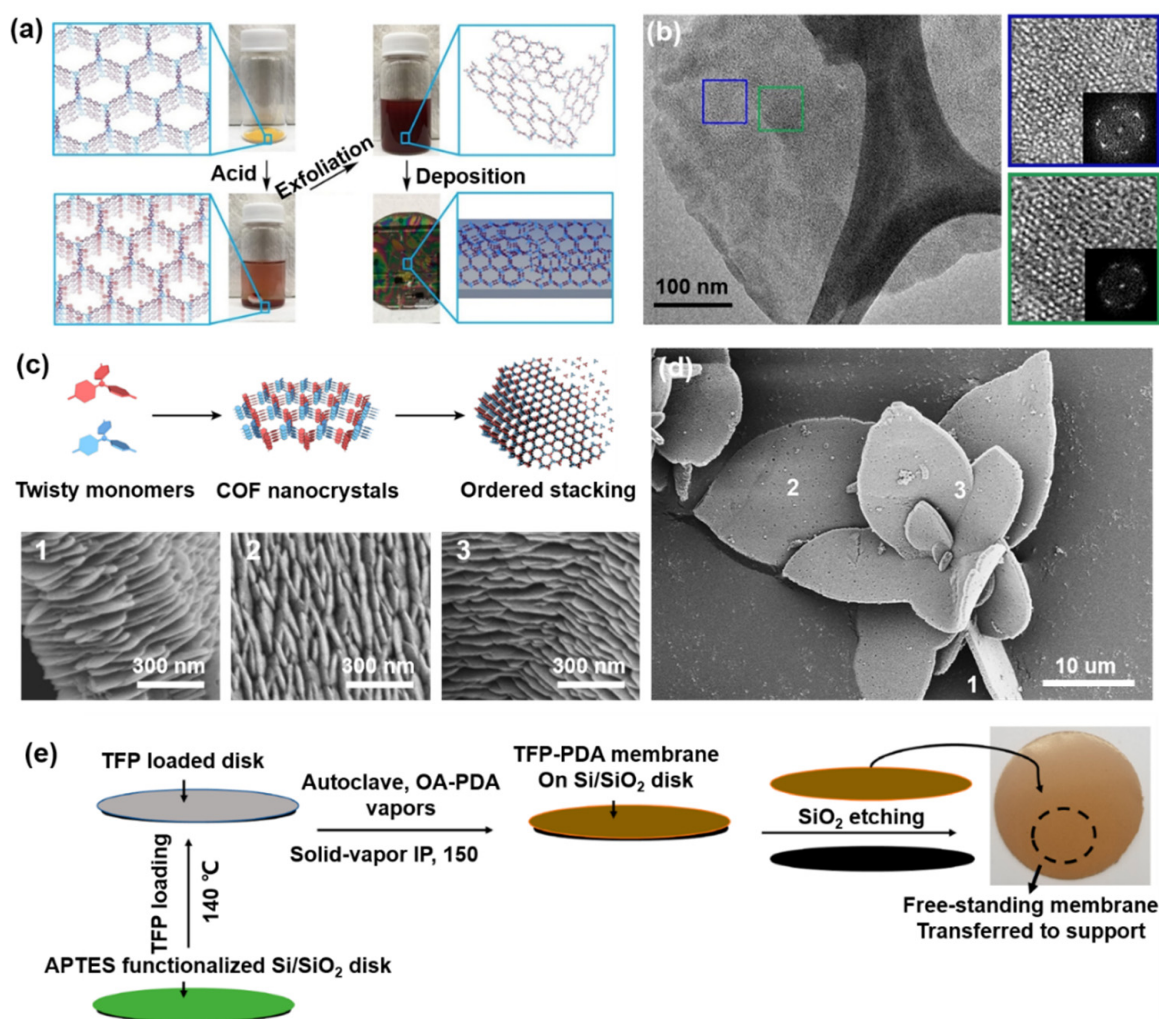 (a)
Acid
Exfoliation
Deposition
(b)
100 nm
(c)
Twisty monomers
COF nanocrystals
Ordered stacking
1
300 nm
2
300 nm
3
300 nm
(d)
2
3
1
10 um
(e)
TFP loaded disk
TFP loading
140 °C
APTES functionalized Si/SiO₂ disk
Autoclave, OA-PDA
vapors
Solid-vapor IP, 150
TFP-PDA membrane
On Si/SiO₂ disk
SiO₂ etching
Free-standing membrane
Transferred to support